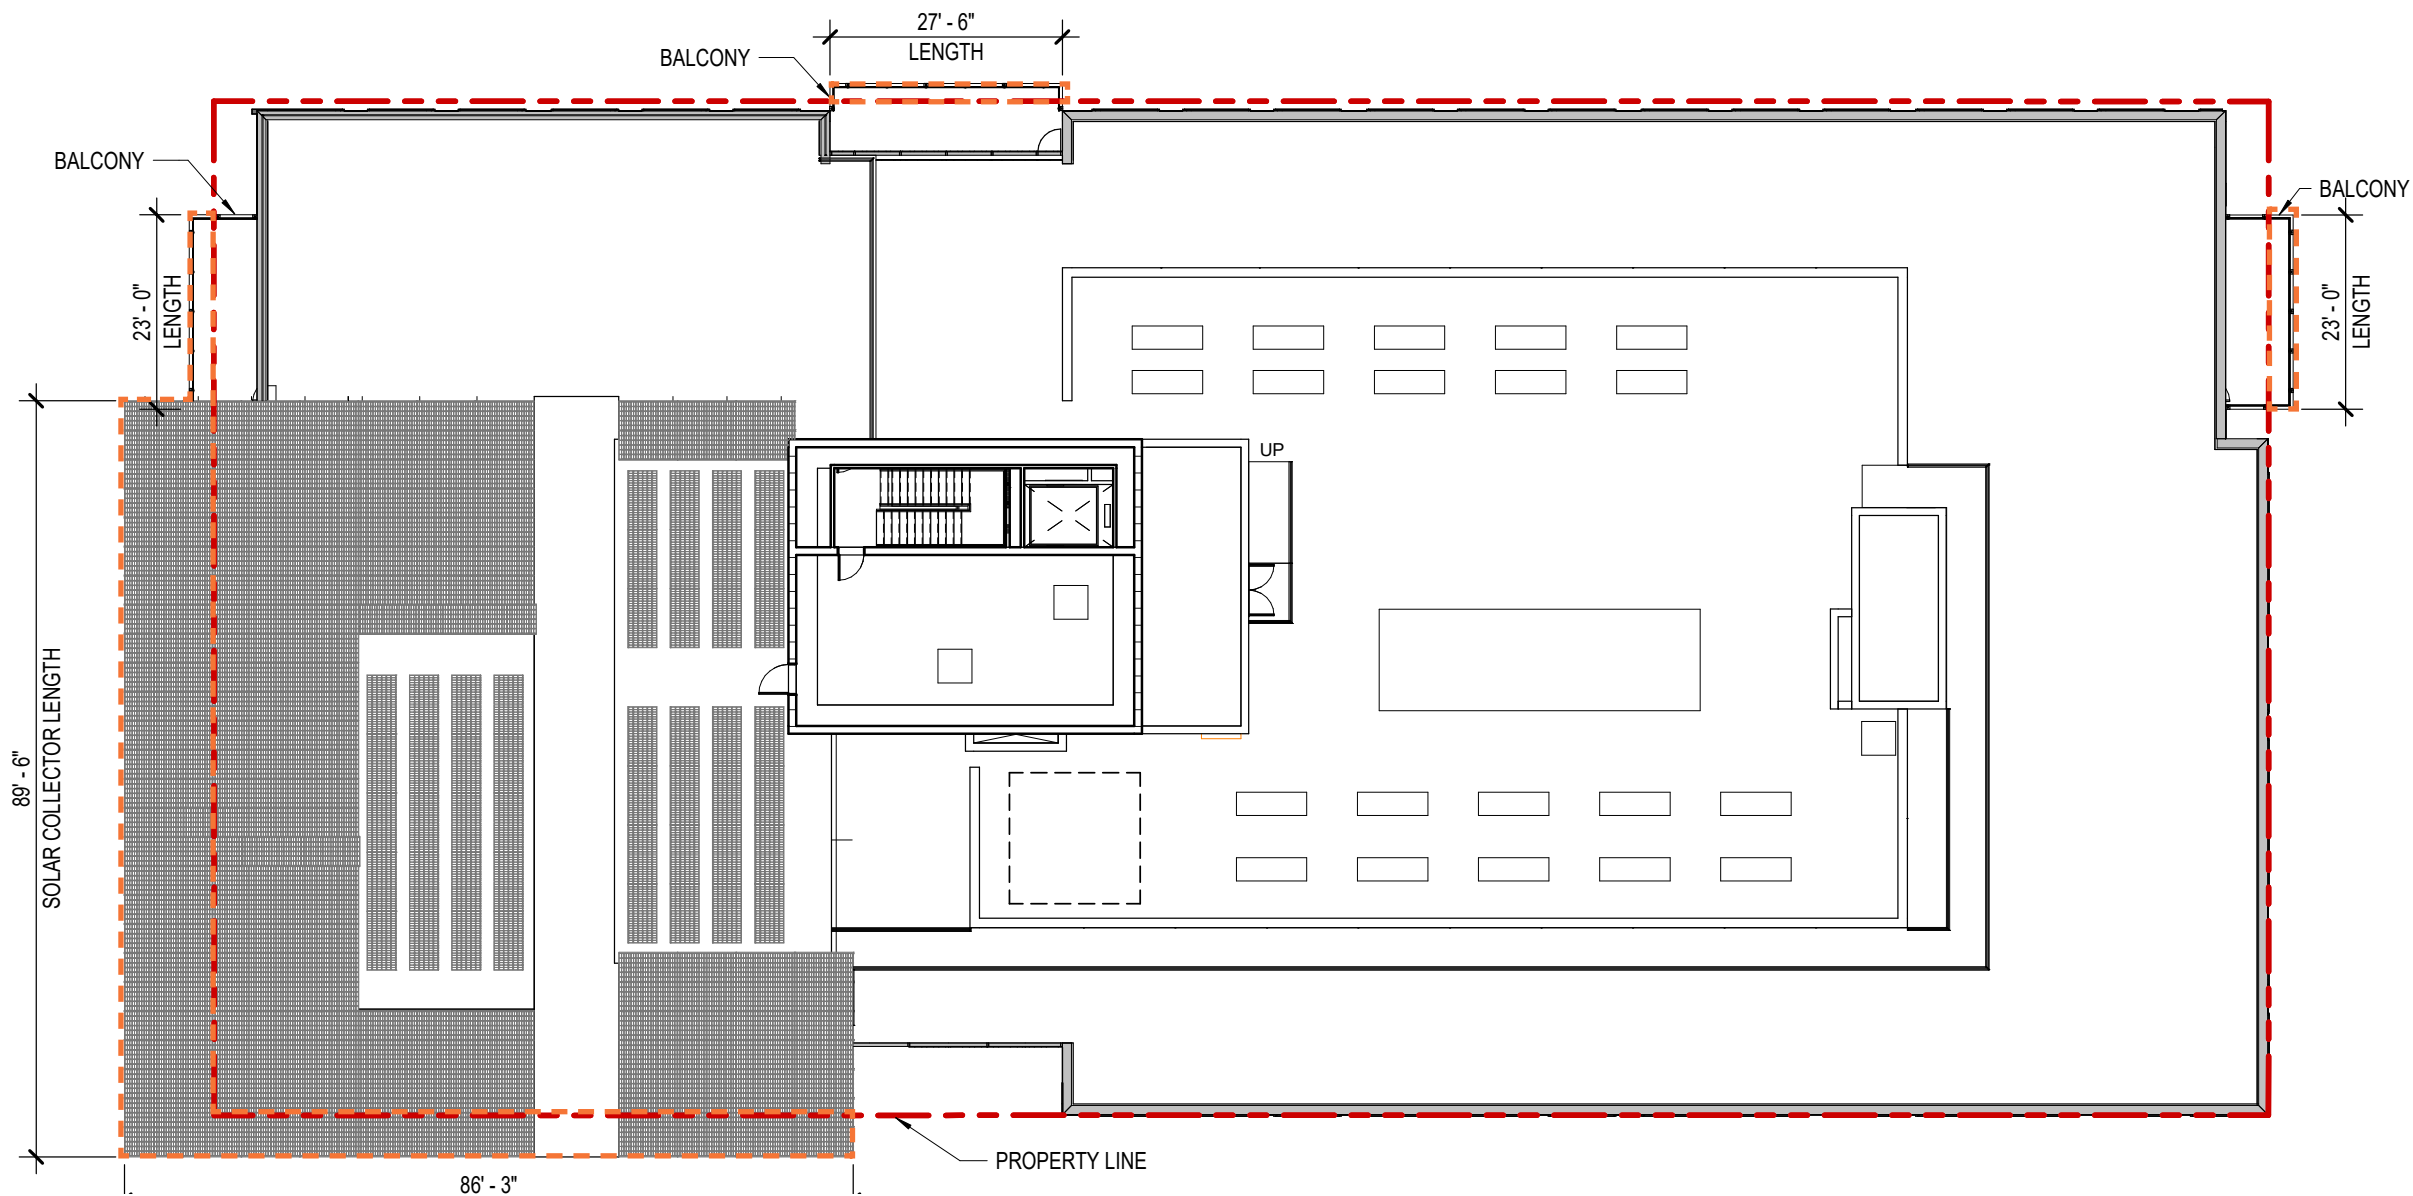 27' - 6"
LENGTH
BALCONY
BALCONY
BALCONY
23' - 0"
LENGTH
23' - 0"
LENGTH
UP
89' - 6"
SOLAR COLLECTOR LENGTH
PROPERTY LINE
86' - 3"